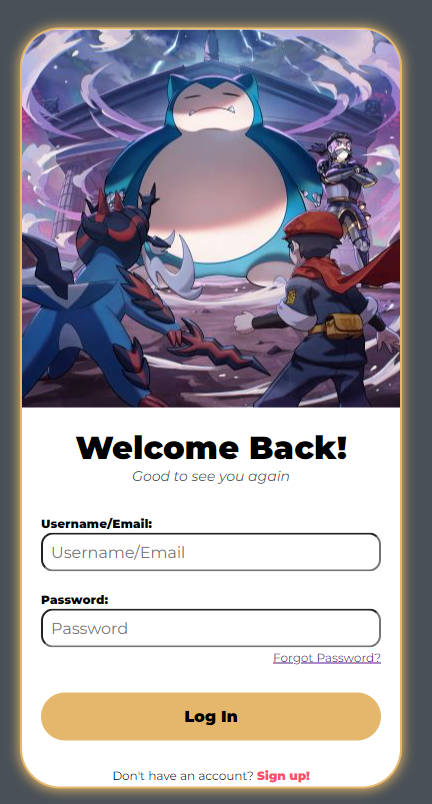 Welcome Back!
Good to see you again
Username/Email:
Username/Email
Password:
Password
Forgot Password?
Log In
Don't have an account? Sign up!